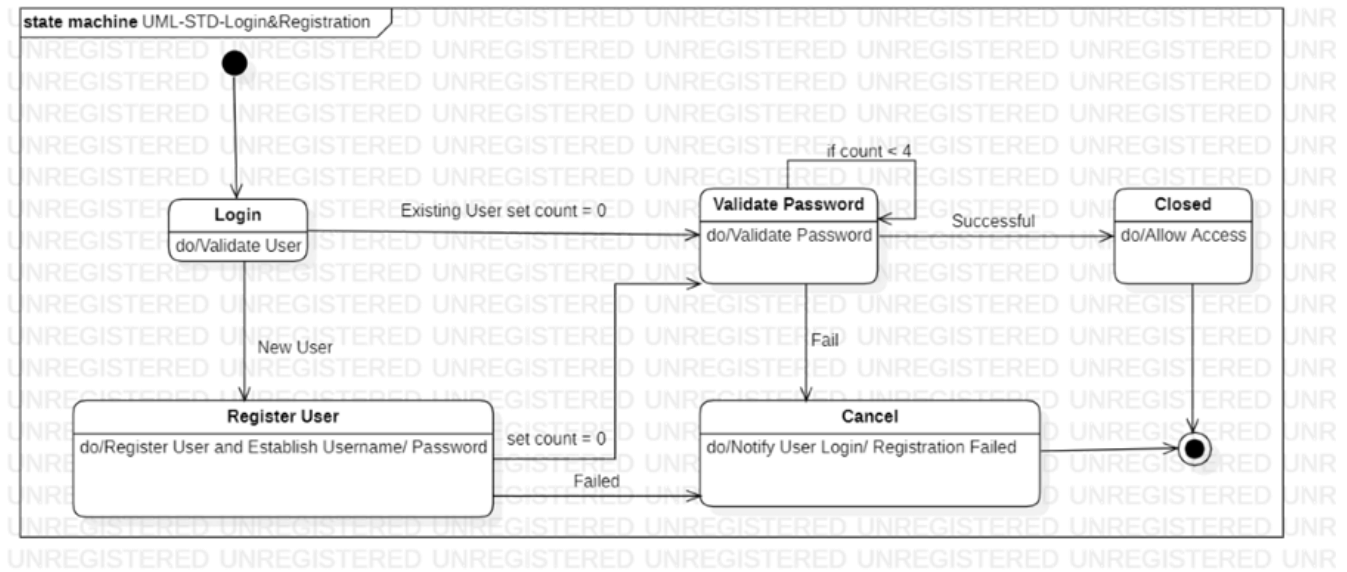 state machine UML-STD-Login&Registration
if count < 4
Login
do/Validate User
Existing User set count = 0
Validate Password
do/Validate Password
Successful
Closed
do/Allow Access
New User
Fail
Register User
do/Register User and Establish Username/ Password
set count = 0
Failed
Cancel
do/Notify User Login/ Registration Failed
UNREGISTERED UNREGISTERED UNREGISTERED UNREGISTERED UNREGISTERED UNREGISTERED UNR